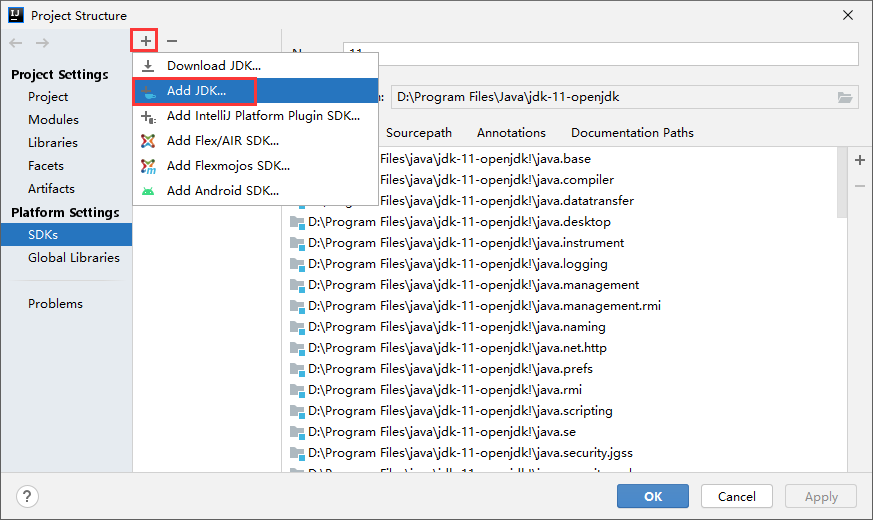 Project Structure
Project Settings
Project
Modules
Libraries
Facets
Artifacts
Platform Settings
SDKs
Global Libraries
Problems
Download JDK...
Add JDK...
Add IntelliJ Platform Plugin SDK...
Add Flex/AIR SDK...
Add Flexmojos SDK...
Add Android SDK...
D:\Program Files\Java\jdk-11-openjdk
Sourcepath
Annotations
Documentation Paths
Files\java\jdk-11-openjdk!\java.base
Files\java\jdk-11-openjdk!\java.compiler
Files\java\jdk-11-openjdk!\java.datatransfer
D:\Program Files\java\jdk-11-openjdk!\java.desktop
D:\Program Files\java\jdk-11-openjdk!\java.instrument
D:\Program Files\java\jdk-11-openjdk!\java.logging
D:\Program Files\java\jdk-11-openjdk!\java.management
D:\Program Files\java\jdk-11-openjdk!\java.management.rmi
D:\Program Files\java\jdk-11-openjdk!\java.naming
D:\Program Files\java\jdk-11-openjdk!\java.net.http
D:\Program Files\java\jdk-11-openjdk!\java.prefs
D:\Program Files\java\jdk-11-openjdk!\java.rmi
D:\Program Files\java\jdk-11-openjdk!\java.scripting
D:\Program Files\java\jdk-11-openjdk!\java.se
D:\Program Files\java\jdk-11-openjdk!\java.security.jgss
?
OK
Cancel
Apply